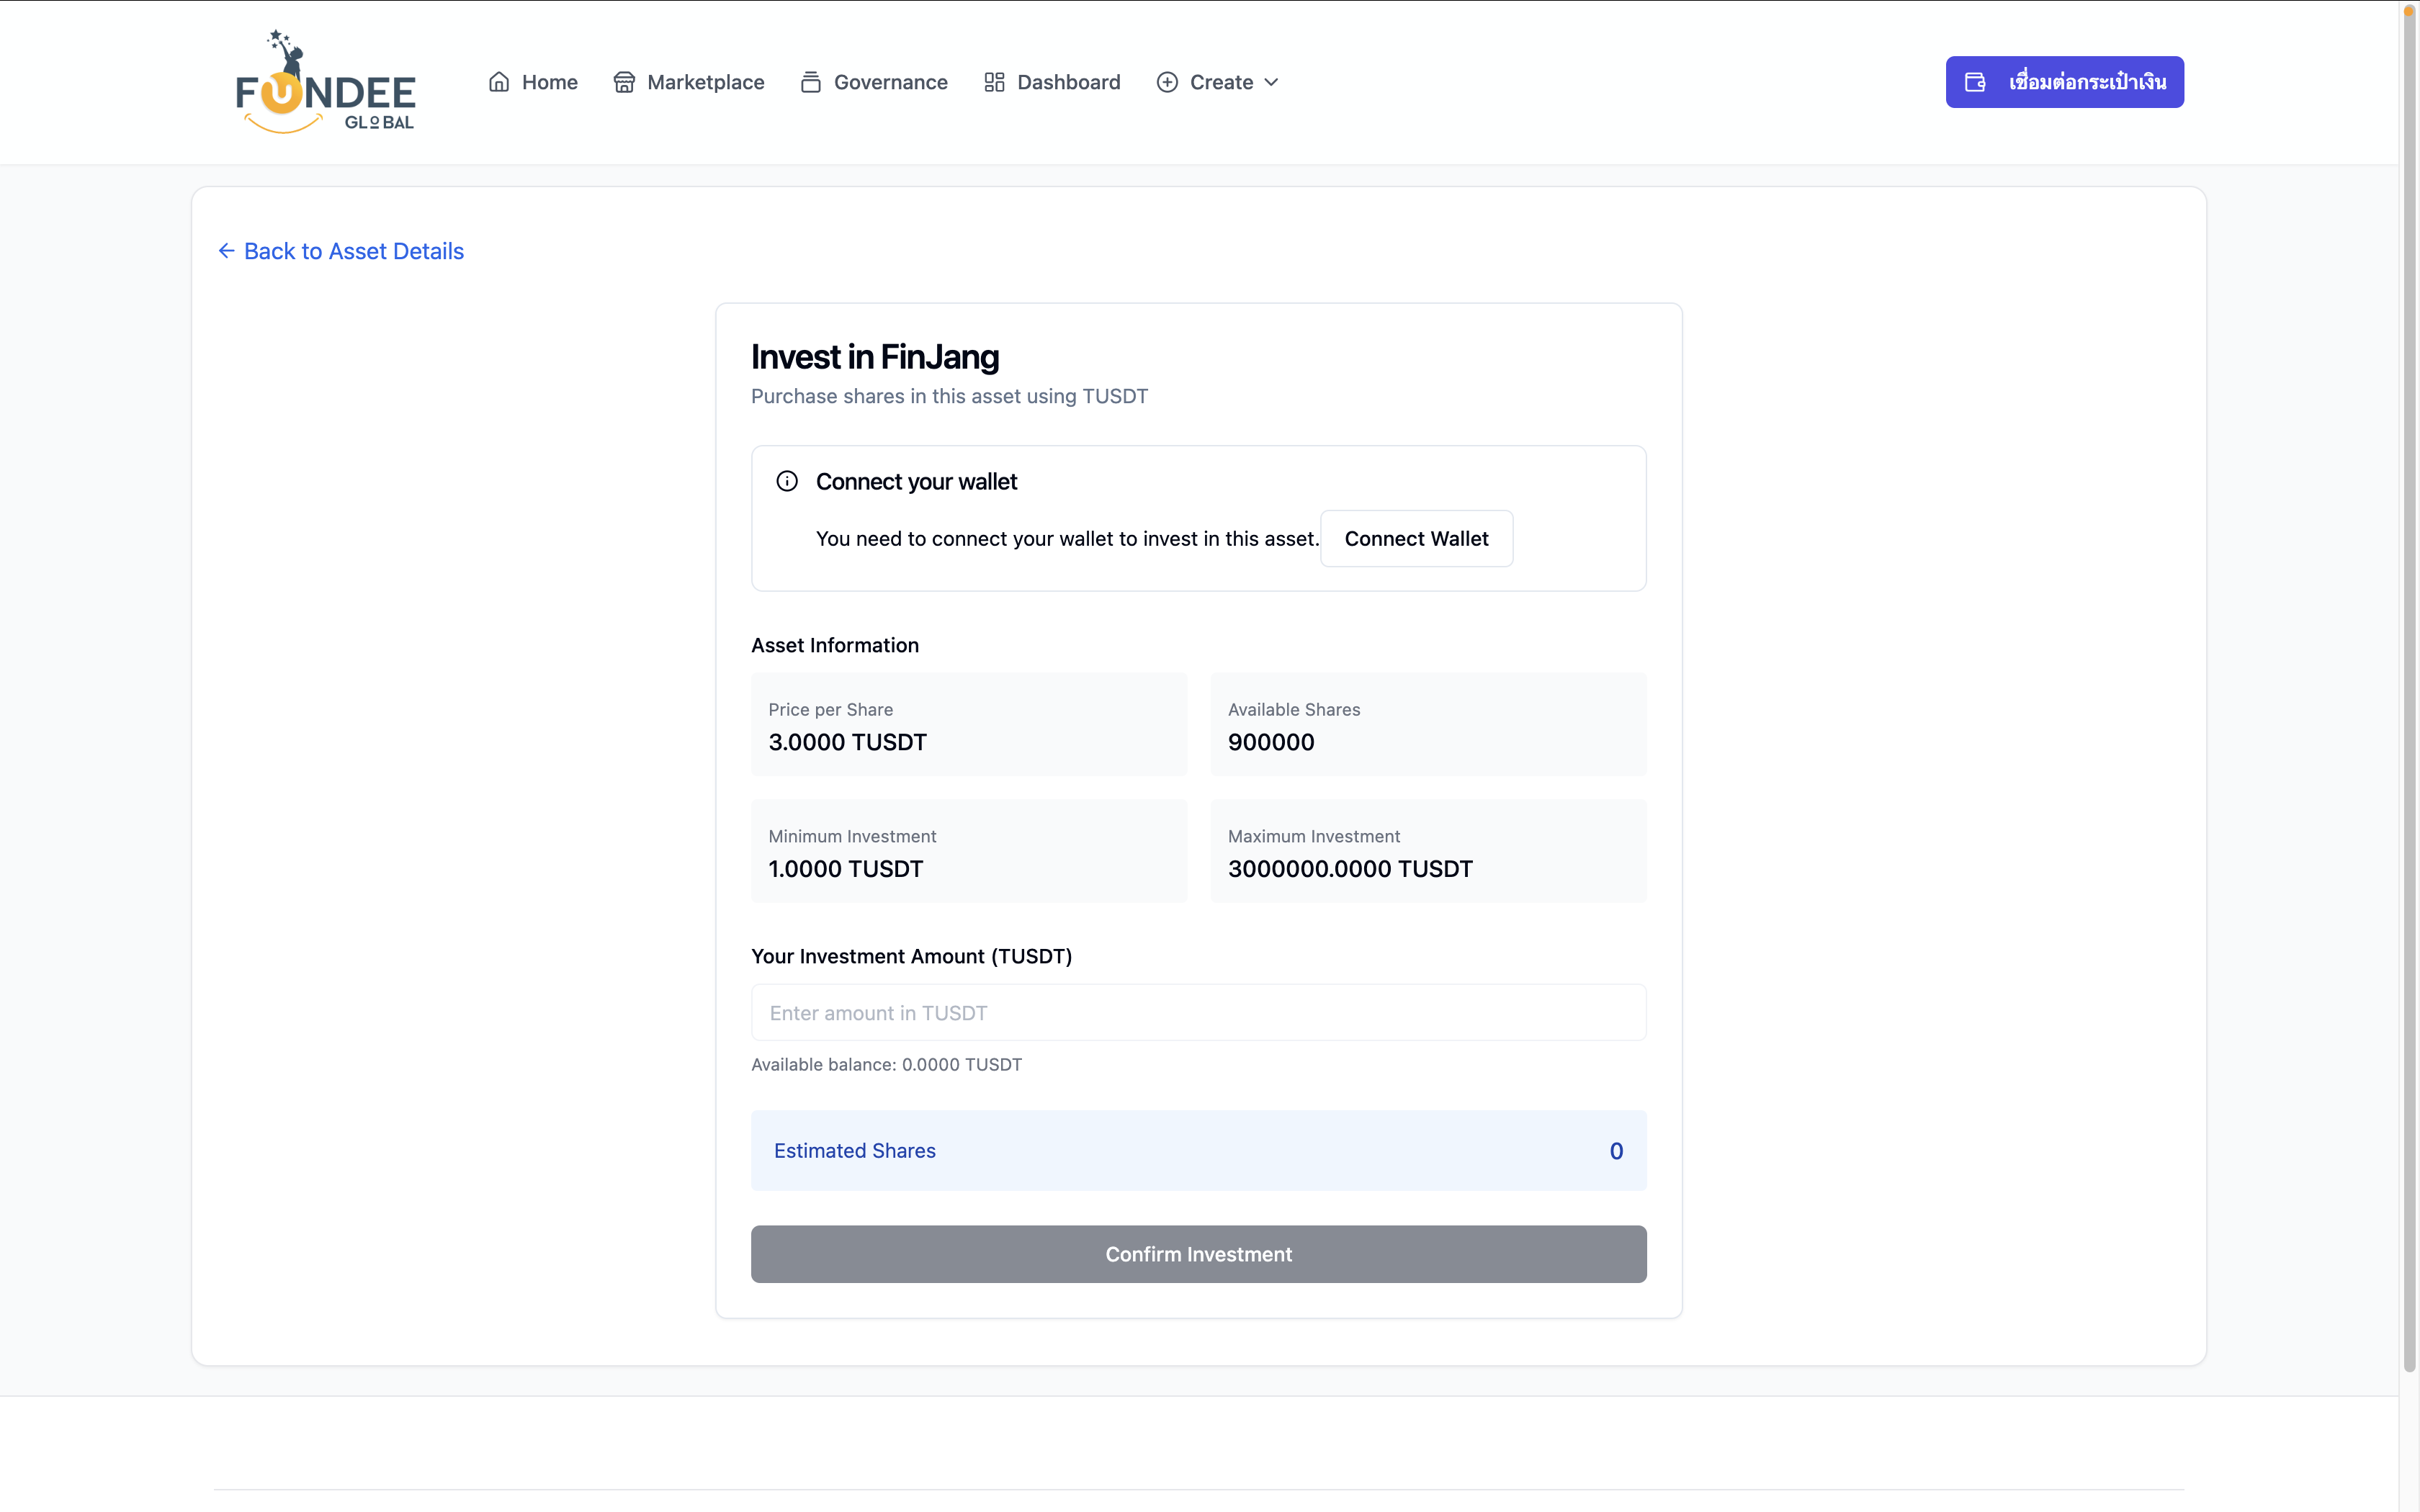 FUNDEE
GLOBAL
Home
Marketplace
Governance
Dashboard
Create
เชื่อมต่อกระเป๋าเงิน
Back to Asset Details
Invest in FinJang
Purchase shares in this asset using TUSDT
Connect your wallet
You need to connect your wallet to invest in this asset.
Connect Wallet
Asset Information
Price per Share
3.0000 TUSDT
Available Shares
900000
Minimum Investment
1.0000 TUSDT
Maximum Investment
3000000.0000 TUSDT
Your Investment Amount (TUSDT)
Enter amount in TUSDT
Available balance: 0.0000 TUSDT
Estimated Shares
0
Confirm Investment